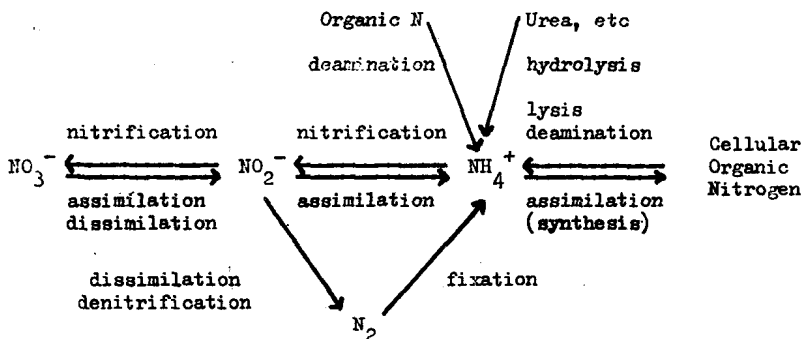 Organic N Urea, etc
deamination hydrolysis
lysis
nitrification nitrification deamination
Cellular
NO3⁻ NO2⁻ NH4⁺ Organic
Nitrogen
assimilation assimilation assimilation
dissimilation (synthesis)
dissimilation fixation
denitrification
N2